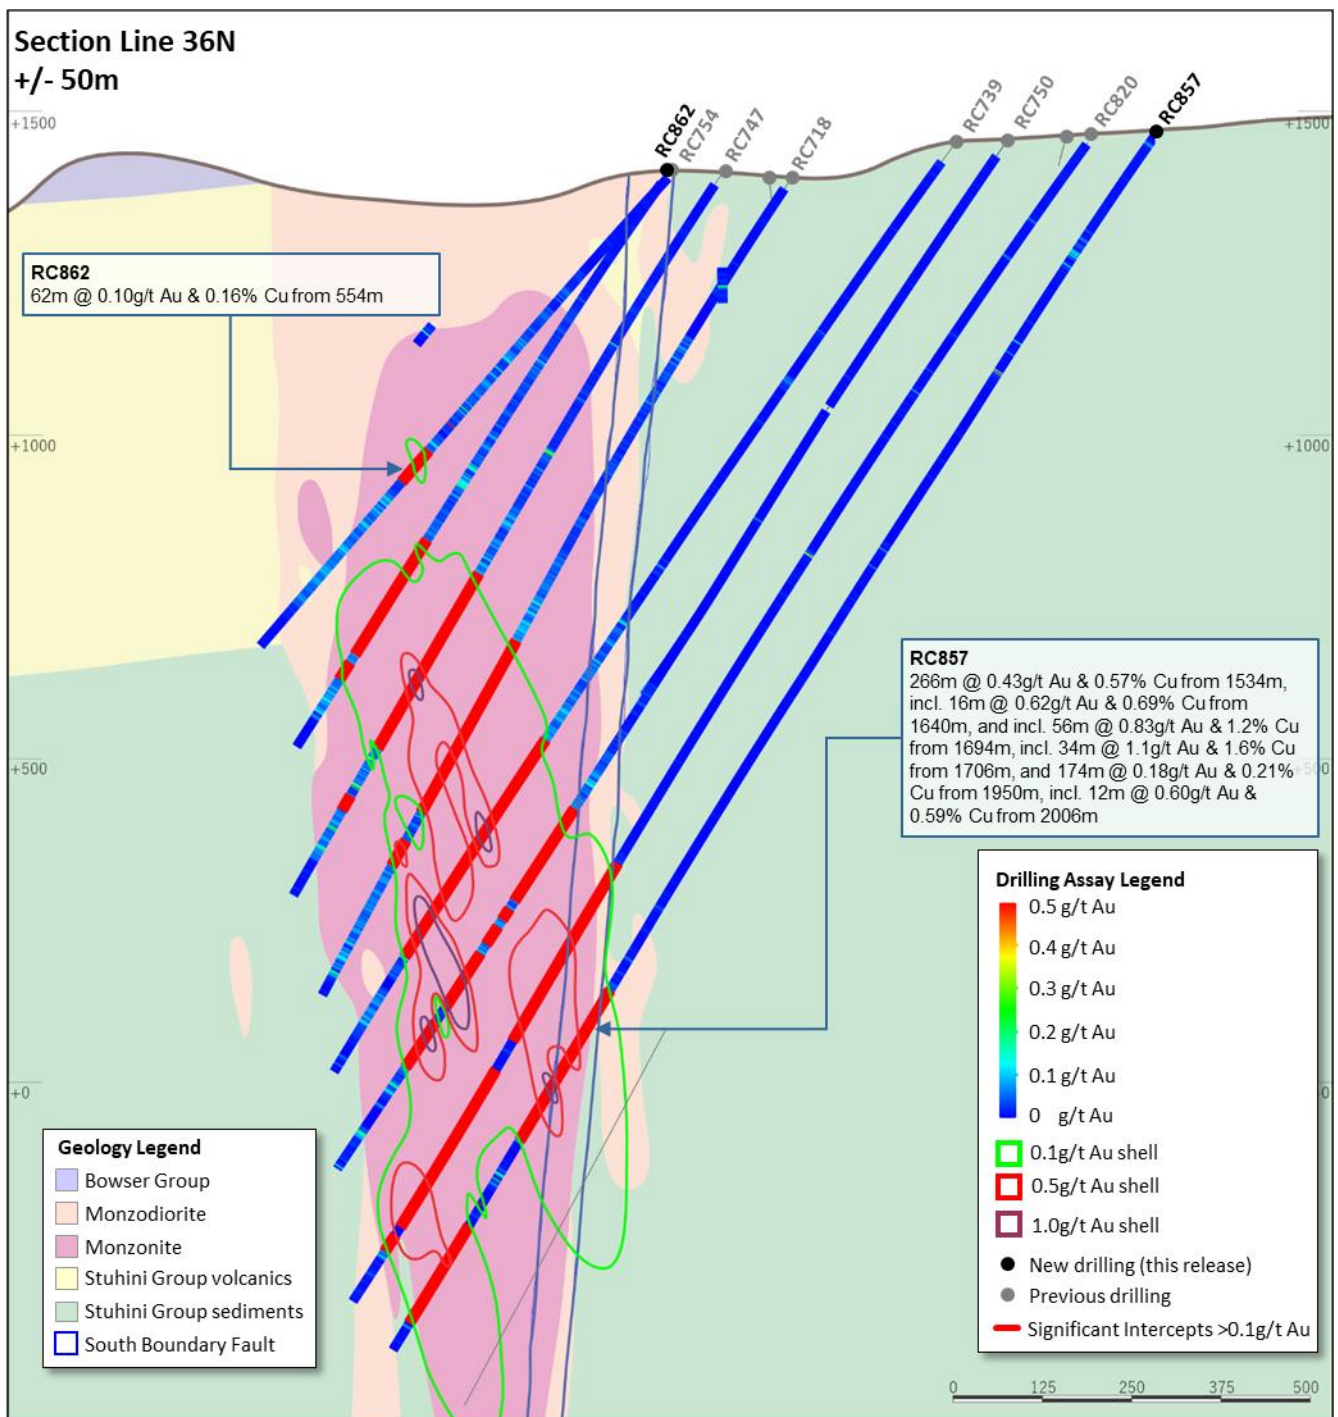 Section Line 36N
+/- 50m
RC862
RC754
RC747
RC718
RC739
RC750
RC820
RC857
+1500
+1500
RC862
62m @ 0.10g/t Au & 0.16% Cu from 554m
+1000
+1000
RC857
266m @ 0.43g/t Au & 0.57% Cu from 1534m,
incl. 16m @ 0.62g/t Au & 0.69% Cu from
1640m, and incl. 56m @ 0.83g/t Au & 1.2% Cu
from 1694m, incl. 34m @ 1.1g/t Au & 1.6% Cu
from 1706m, and 174m @ 0.18g/t Au & 0.21%
Cu from 1950m, incl. 12m @ 0.60g/t Au &
0.59% Cu from 2006m
+500
+500
+0
0
Drilling Assay Legend
0.5 g/t Au
0.4 g/t Au
0.3 g/t Au
0.2 g/t Au
0.1 g/t Au
0 g/t Au
0.1g/t Au shell
0.5g/t Au shell
1.0g/t Au shell
New drilling (this release)
Previous drilling
Significant Intercepts >0.1g/t Au
Geology Legend
Bowser Group
Monzodiorite
Monzonite
Stuhini Group volcanics
Stuhini Group sediments
South Boundary Fault
0 125 250 375 500